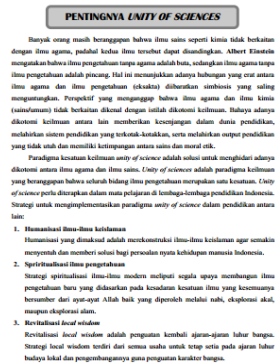 PENTINGNYA UNITY OF SCIENCES
Banyak orang masih beranggapan bahwa ilmu sains seperti kimia tidak berkaitan
dengan ilmu agama, padahal kedua ilmu tersebut dapat disandingkan. Albert Einstein
mengatakan bahwa ilmu pengetahuan tanpa agama adalah buta, sedangkan ilmu agama tanpa
ilmu pengetahuan adalah pincang. Hal ini menunjukkan adanya hubungan yang erat antara
ilmu agama dan ilmu pengetahuan (eksakta) dibaratkan simbiosis yang saling
menguntungkan. Perspektif yang menganggap bahwa ilmu agama dan ilmu kimia
(sains/umum) tidak berkaitan dikenal dengan istilah dikotomi keilmuan. Bahaya adanya
dikotomi keilmuan antara lain memberikan kesenjangan dalam dunia pendidikan,
melahirkan sistem pendidikan yang terkotak-kotakkan, serta melahirkan output pendidikan
yang tidak utuh dan memiliki ketimpangan antara sains dan moral etik.
Paradigma kesatuan keilmuan unity of science adalah solusi untuk menghidari adanya
dikotomi antara ilmu agama dan ilmu sains. Unity of sciences adalah paradigma keilmuan
yang beranggapan bahwa seluruh bidang ilmu pengetahuan merupakan satu kesatuan. Unity
of science perlu diterapkan dalam mata pelajaran di lembaga-lembaga pendidikan Indonesia.
Strategi untuk mengimplementasikan paradigma unity of science dalam pendidikan antara
lain:
1. Humanisasi ilmu-ilmu keislaman
Humanisasi yang dimaksud adalah merekonstruksi ilmu-ilmu keislaman agar semakin
menyentuh dan memberi solusi bagi persoalan nyata kehidupan manusia Indonesia.
2. Spriritualisasi ilmu pengetahuan
Strategi spiritualisasi ilmu-ilmu modern meliputi segala upaya membangun ilmu
pengetahuan baru yang didasarkan pada kesadaran kesatuan ilmu yang kesemuanya
bersumber dari ayat-ayat Allah baik yang diperoleh melalui nabi, eksplorasi akal,
maupun eksplorasi alam.
3. Revitalisasi local wisdom
Revitalisasi local wisdom adalah penguatan kembali ajaran-ajaran luhur bangsa.
Strategi local wisdom terdiri dari semua usaha untuk tetap setia pada ajaran luhur
budaya lokal dan pengembangannya guna penguatan karakter bangsa.